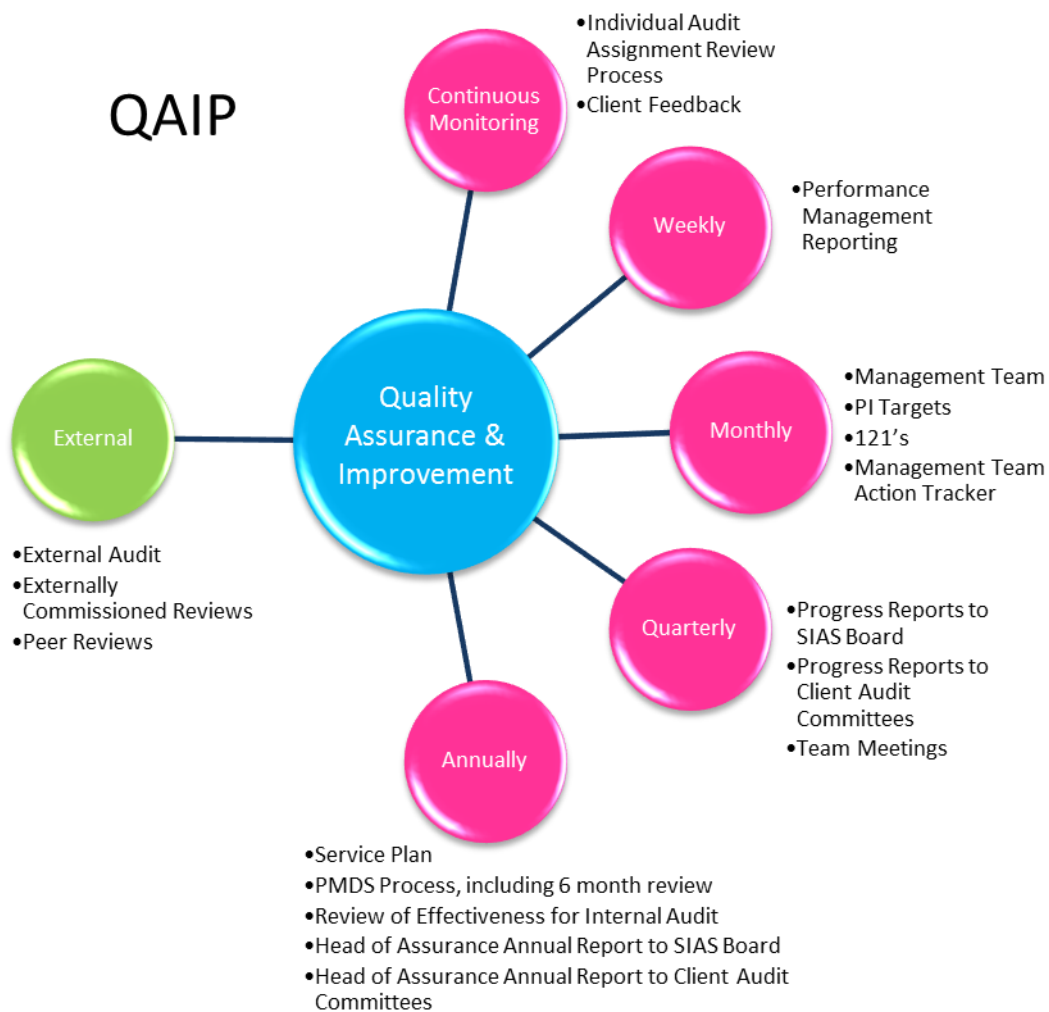 QAIP
Continuous
Monitoring
•Individual Audit
Assignment Review
Process
•Client Feedback
Weekly
•Performance
Management
Reporting
Monthly
•Management Team
•PI Targets
•121's
•Management Team
Action Tracker
Quality
Assurance &
Improvement
External
•External Audit
•Externally
Commissioned Reviews
•Peer Reviews
Quarterly
•Progress Reports to
SIAS Board
•Progress Reports to
Client Audit
Committees
•Team Meetings
Annually
•Service Plan
•PMDS Process, including 6 month review
•Review of Effectiveness for Internal Audit
•Head of Assurance Annual Report to SIAS Board
•Head of Assurance Annual Report to Client Audit
Committees